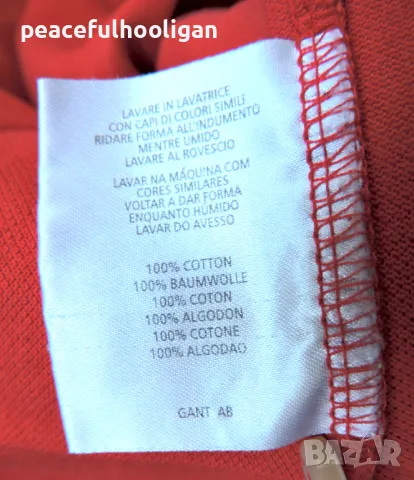 peacefulhooligan
LAVARE IN LAVATRICE
CON CAPI DI COLORI SIMILI
RIDARE FORMA ALL'INDUMENTO
MENTRE UMIDO
LAVARE AL ROVESCIO
LAVAR NA MÁQUINA COM
CORES SIMILARES
VOLTAR A DAR FORMA
ENQUANTO HÚMIDO
LAVAR DO AVESSO
100% COTTON
100% BAUMWOLLE
100% COTON
100% ALGODON
100% COTONE
100% ALGODAO
GANT AB
BAZAR
bg